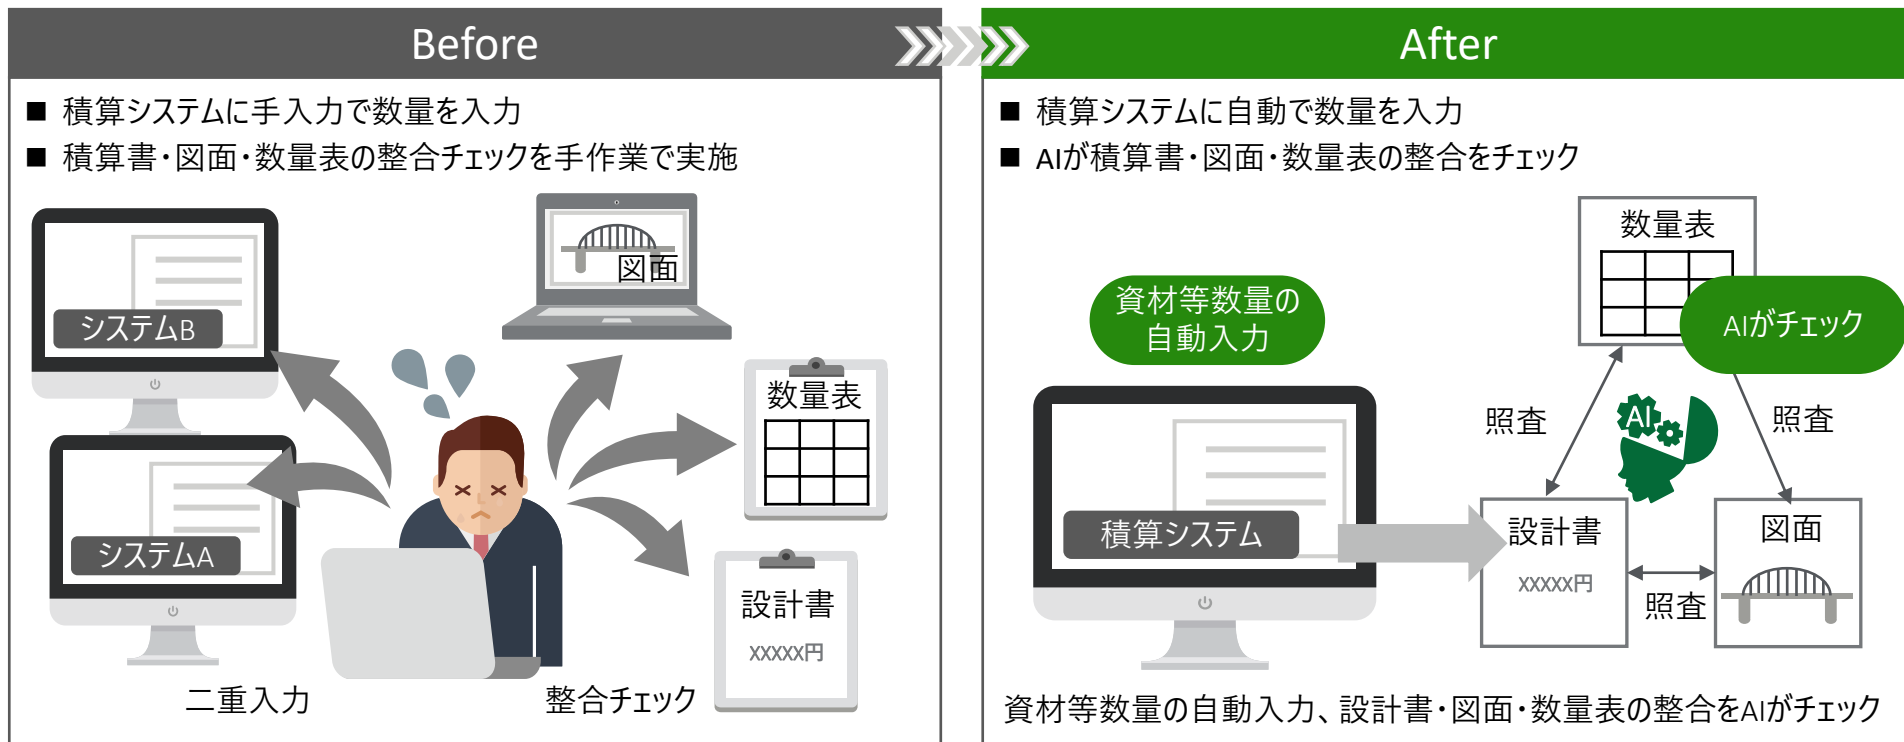 Before
■ 積算システムに手入力で数量を入力
■ 積算書・図面・数量表の整合チェックを手作業で実施
図面
システムB
数量表
システムA
設計書
XXXXX円
二重入力
整合チェック
After
■ 積算システムに自動で数量を入力
■ AIが積算書・図面・数量表の整合をチェック
数量表
資材等数量の
自動入力
AIがチェック
照査
AI
照査
積算システム
設計書
XXXXX円
図面
照査
資材等数量の自動入力、設計書・図面・数量表の整合をAIがチェック